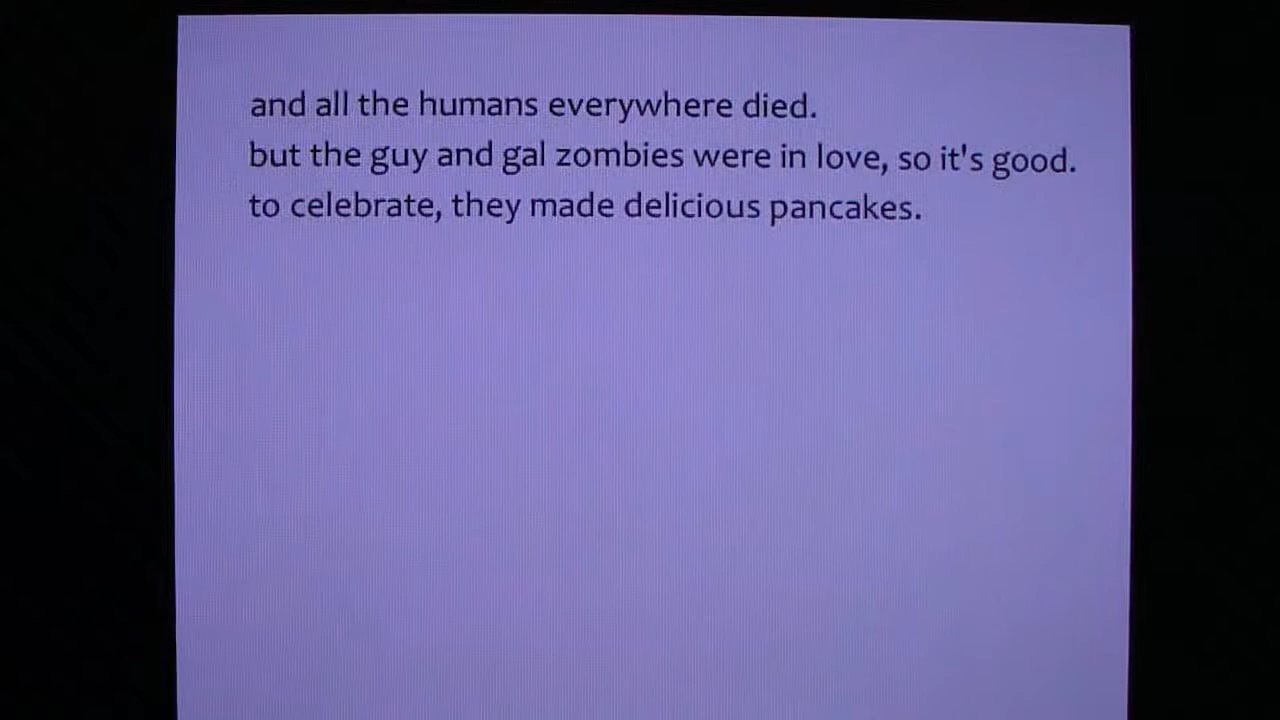 and all the humans everywhere died.
but the guy and gal zombies were in love, so it's good.
to celebrate, they made delicious pancakes.